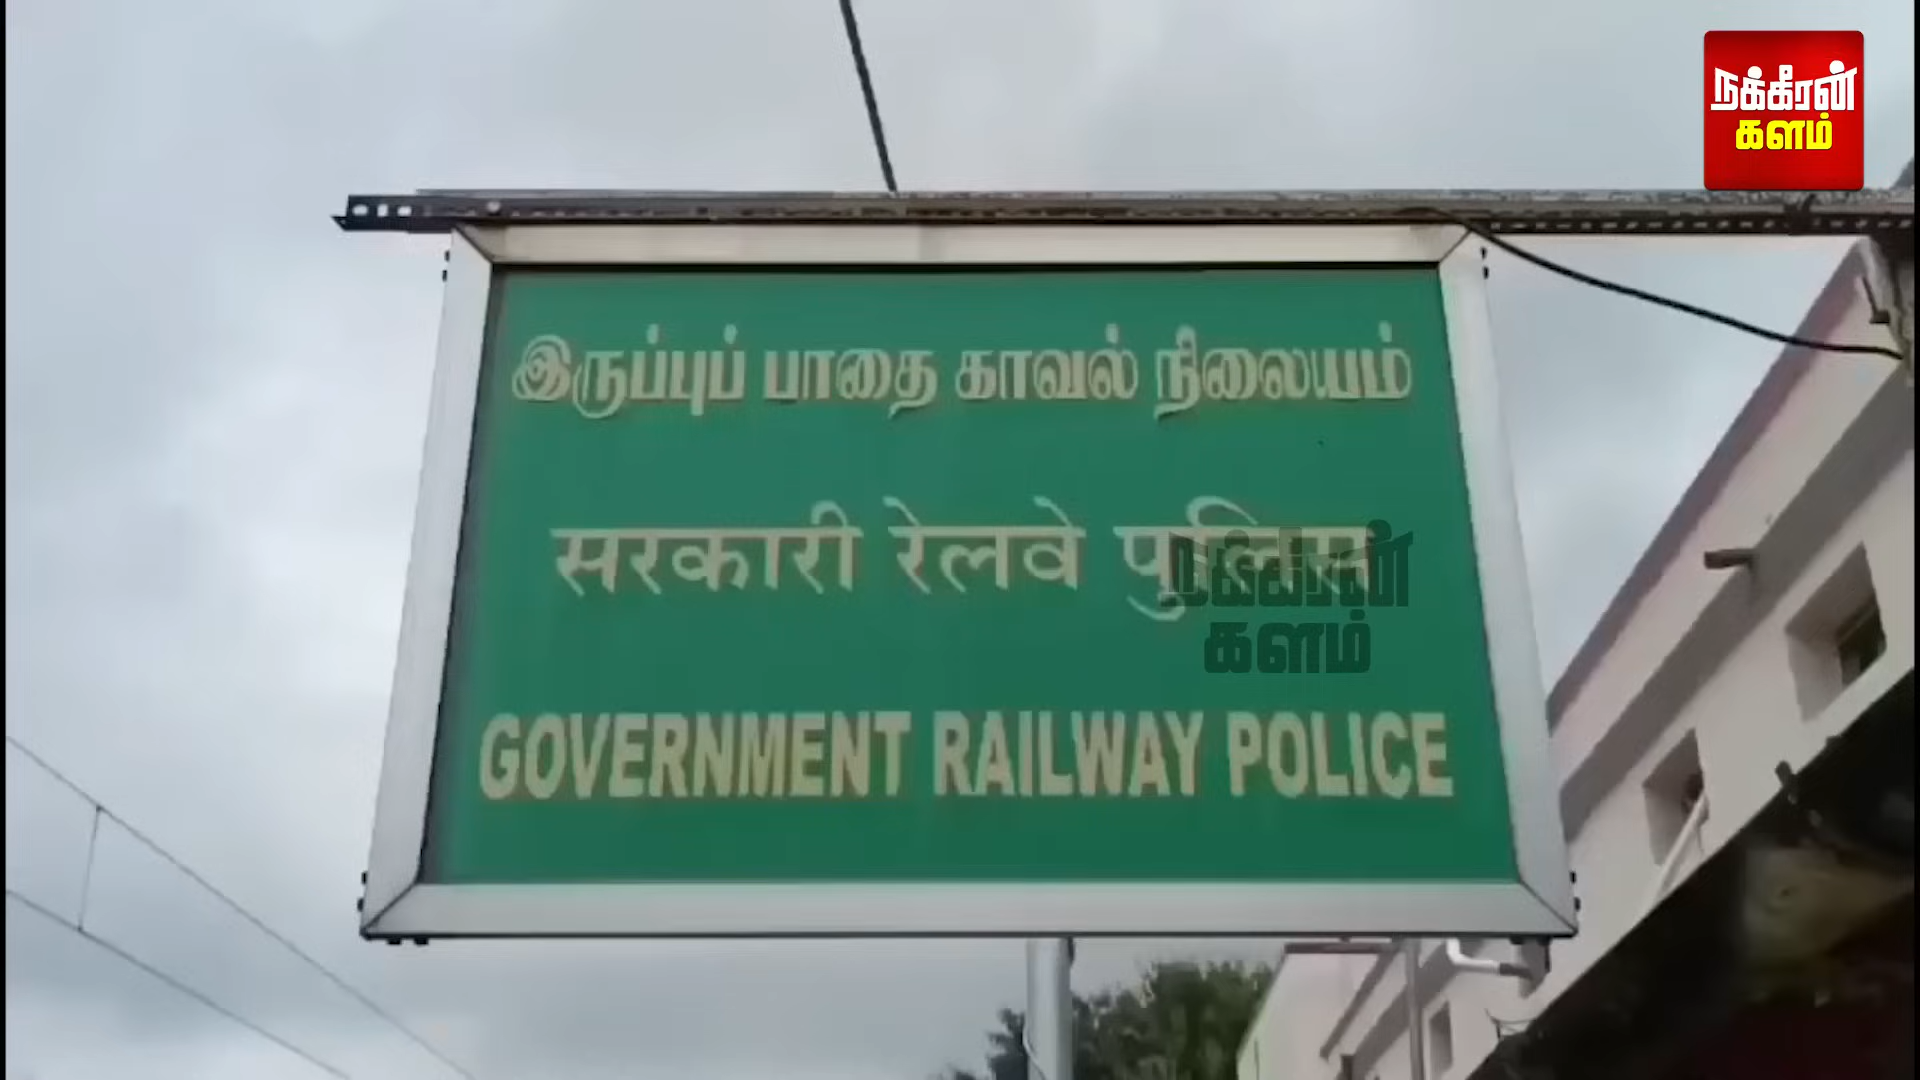 நக்கீரன்
களம்
இருப்புப் பாதை காவல் நிலையம்
सरकारी रेलवे पुलिस
நக்கீரன்
களம்
GOVERNMENT RAILWAY POLICE